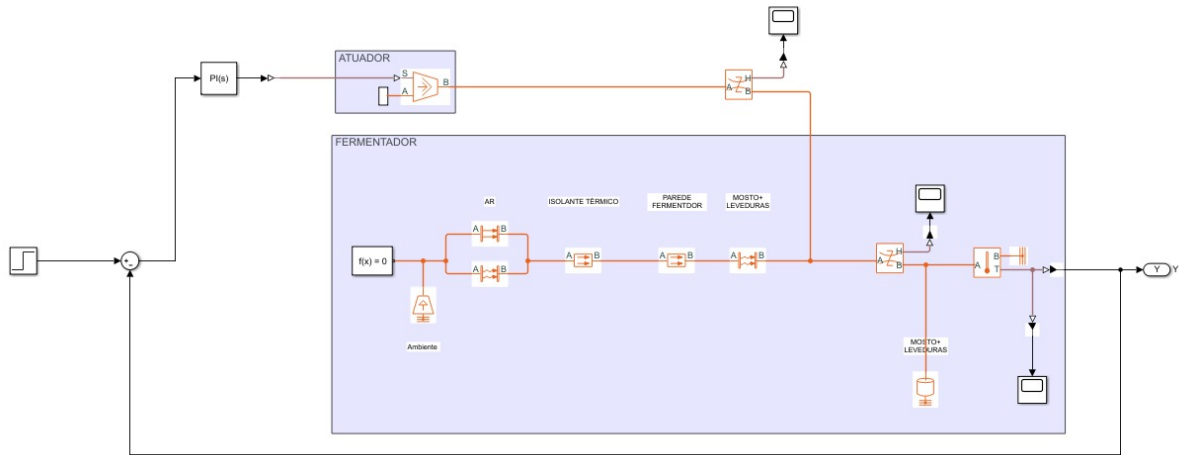 ATUADOR
PI(s)
S
A
B
A
H
B
FERMENTADOR
AR
ISOLANTE TÉRMICO
PAREDE
FERMENTDOR
MOSTO+
LEVEDURAS
A B
A B
f(x) = 0
A B
A B
A B
A
H
B
A
B
T
Y
Y
Ambiente
MOSTO+
LEVEDURAS